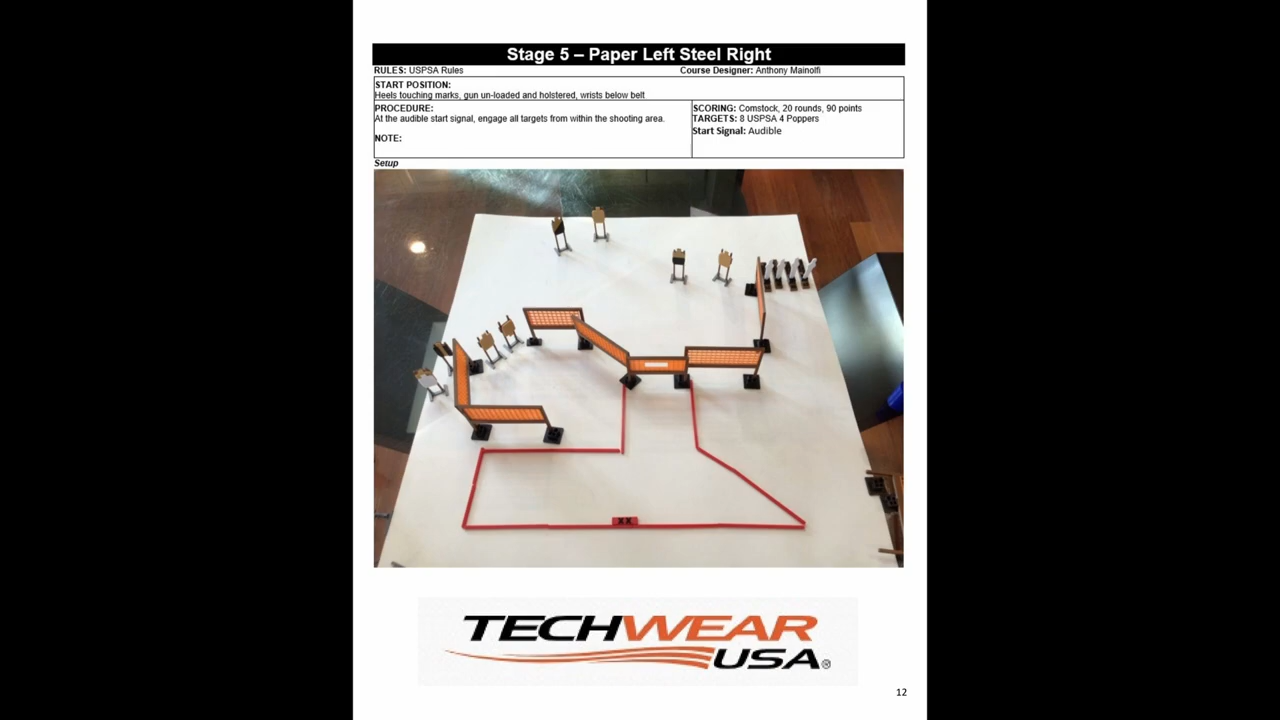 Stage 5 – Paper Left Steel Right
RULES: USPSA Rules
Course Designer: Anthony Mainolfi
START POSITION:
Heels touching marks, gun un-loaded and holstered, wrists below belt
PROCEDURE:
At the audible start signal, engage all targets from within the shooting area.
NOTE:
SCORING: Comstock, 20 rounds, 90 points
TARGETS: 8 USPSA 4 Poppers
Start Signal: Audible
Setup
XX
TECHWEAR
USA®
12